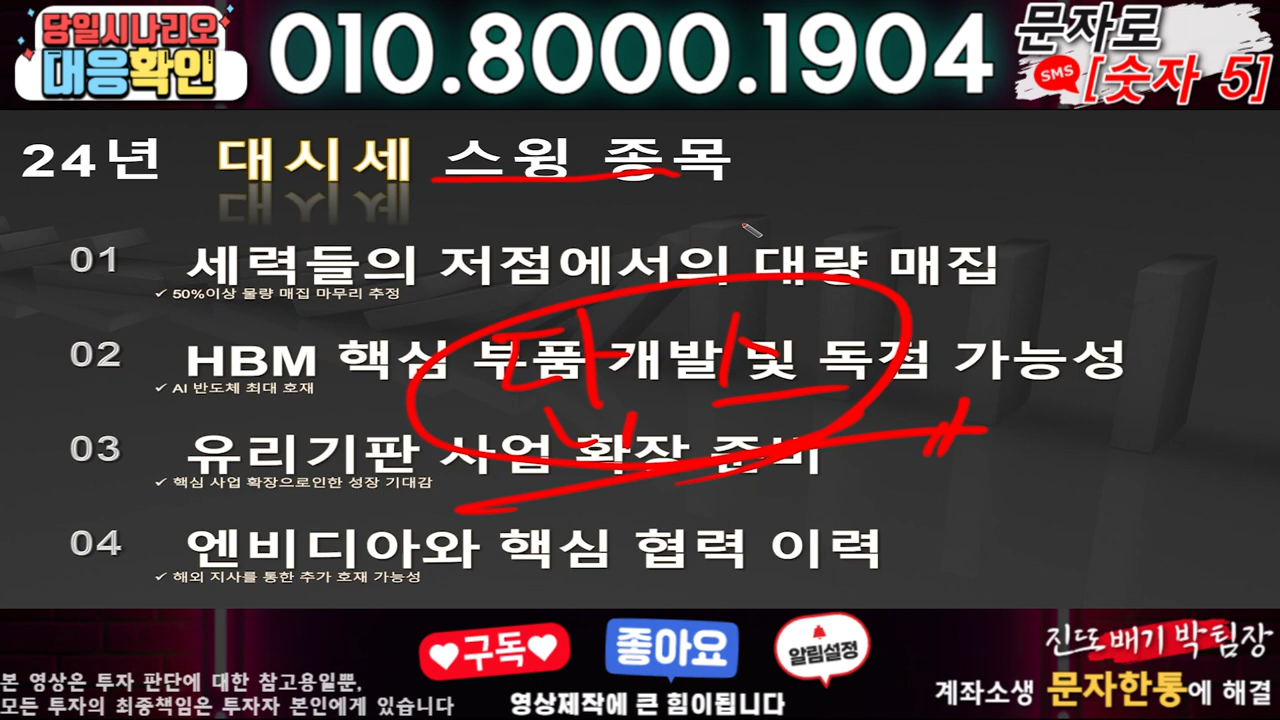 당일시나리오
대응확인
010.8000.1904
문자로
SMS [숫자 5]
24년 대시세 스윙 종목
01 세력들의 저점에서의 대량 매집
✓ 50%이상 물량 매집 마무리 추정
02 HBM 핵심 부품 개발 및 독점 가능성
✓ AI 반도체 최대 호재
03 유리기판 사업 확장 준비
✓ 핵심 사업 확장으로인한 성장 기대감
04 엔비디아와 핵심 협력 이력
✓ 해외 지사를 통한 추가 호재 가능성
구독
좋아요
알림설정
영상제작에 큰 힘이됩니다
본 영상은 투자 판단에 대한 참고용일뿐,
모든 투자의 최종책임은 투자자 본인에게 있습니다
진또배기 박팀장
계좌소생 문자한통에 해결